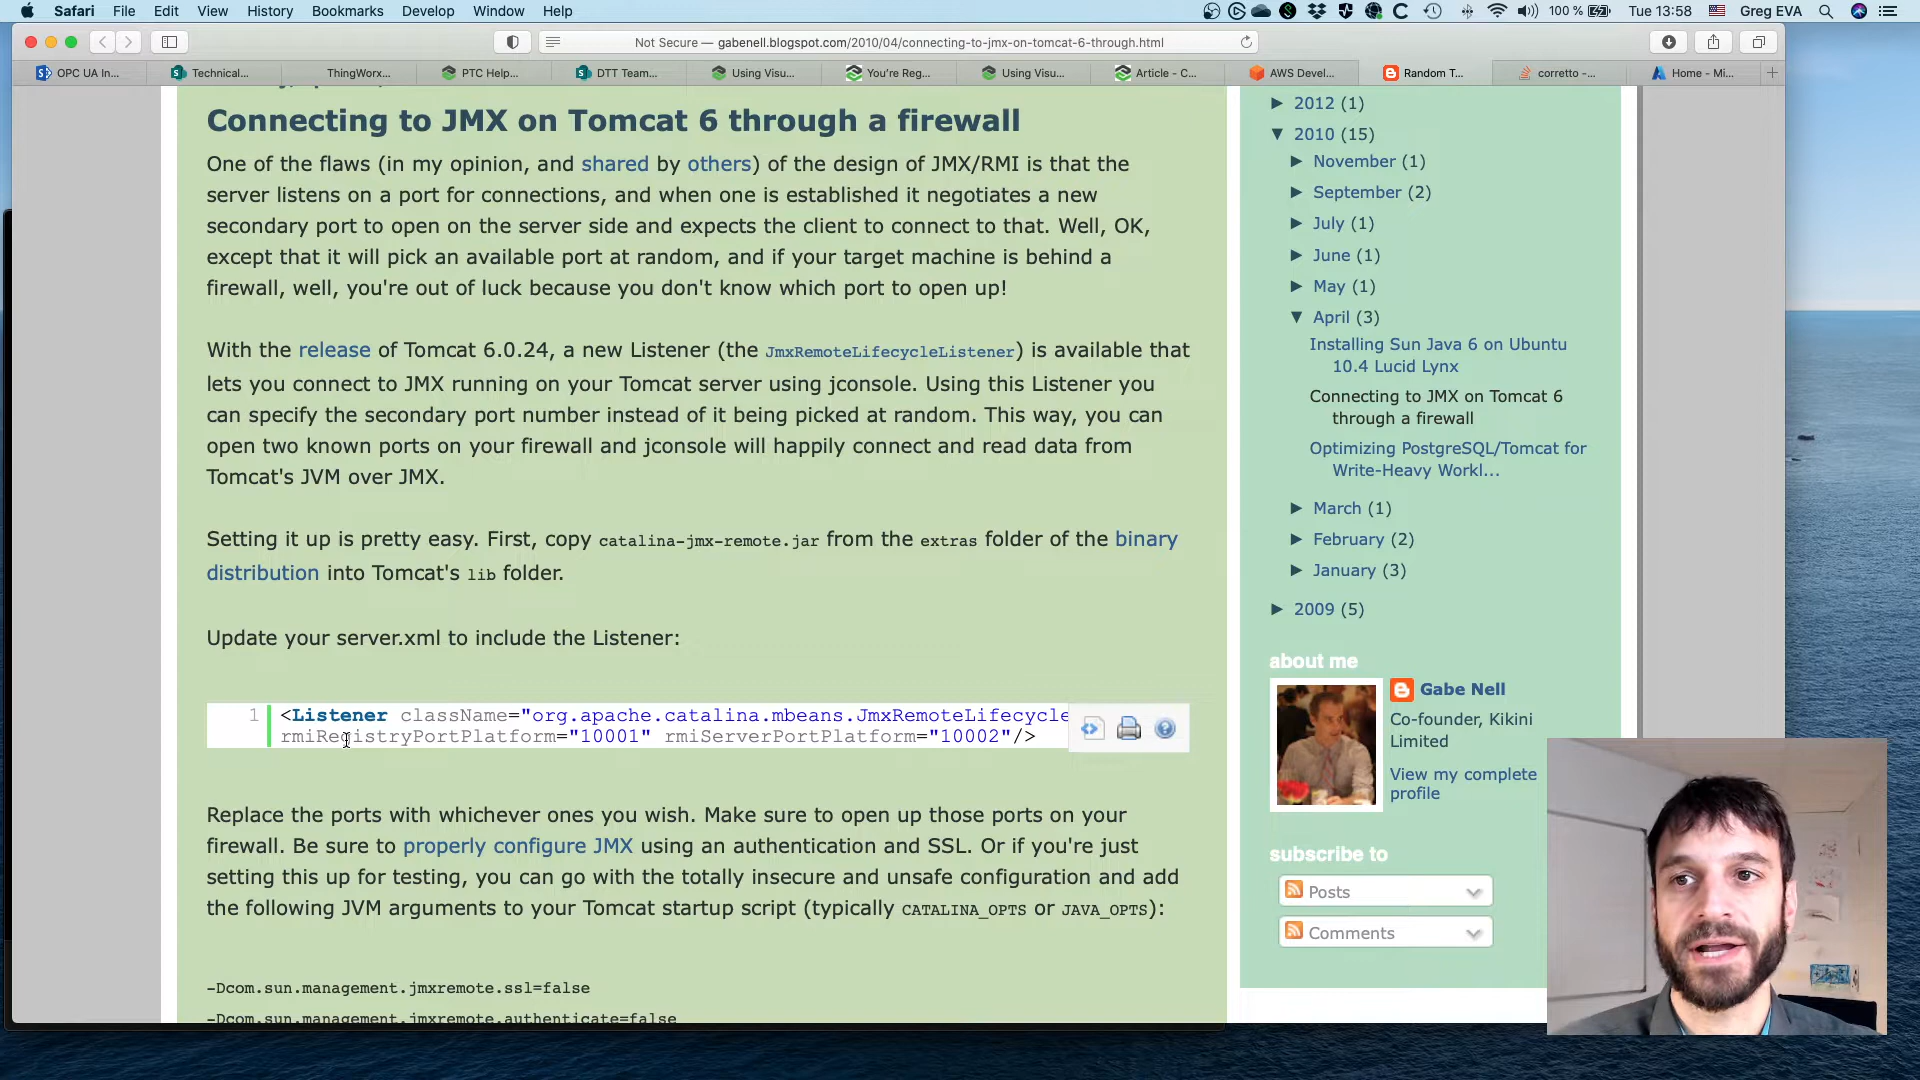 Safari File Edit View History Bookmarks Develop Window Help 100 % Tue 13:58 Greg EVA
Not Secure — gabenell.blogspot.com/2010/04/connecting-to-jmx-on-tomcat-6-through.html
OPC UA In... Technical... ThingWorx... PTC Help... DTT Team... Using Visu... You're Reg... Using Visu... Article - C... AWS Devel... Random T... corretto -... Home - Mi...
Connecting to JMX on Tomcat 6 through a firewall
One of the flaws (in my opinion, and shared by others) of the design of JMX/RMI is that the
server listens on a port for connections, and when one is established it negotiates a new
secondary port to open on the server side and expects the client to connect to that. Well, OK,
except that it will pick an available port at random, and if your target machine is behind a
firewall, well, you're out of luck because you don't know which port to open up!
With the release of Tomcat 6.0.24, a new Listener (the JmxRemoteLifecycleListener) is available that
lets you connect to JMX running on your Tomcat server using jconsole. Using this Listener you
can specify the secondary port number instead of it being picked at random. This way, you can
open two known ports on your firewall and jconsole will happily connect and read data from
Tomcat's JVM over JMX.
Setting it up is pretty easy. First, copy catalina-jmx-remote.jar from the extras folder of the binary
distribution into Tomcat's lib folder.
Update your server.xml to include the Listener:
1 <Listener className="org.apache.catalina.mbeans.JmxRemoteLifecycle
rmiRegistryPortPlatform="10001" rmiServerPortPlatform="10002"/>
Replace the ports with whichever ones you wish. Make sure to open up those ports on your
firewall. Be sure to properly configure JMX using an authentication and SSL. Or if you're just
setting this up for testing, you can go with the totally insecure and unsafe configuration and add
the following JVM arguments to your Tomcat startup script (typically CATALINA_OPTS or JAVA_OPTS):
-Dcom.sun.management.jmxremote.ssl=false
-Dcom.sun.management.jmxremote.authenticate=false
► 2012 (1)
▼ 2010 (15)
► November (1)
► September (2)
► July (1)
► June (1)
► May (1)
▼ April (3)
Installing Sun Java 6 on Ubuntu
10.4 Lucid Lynx
Connecting to JMX on Tomcat 6
through a firewall
Optimizing PostgreSQL/Tomcat for
Write-Heavy Workl...
► March (1)
► February (2)
► January (3)
► 2009 (5)
about me
Gabe Nell
Co-founder, Kikini
Limited
View my complete
profile
subscribe to
Posts
Comments